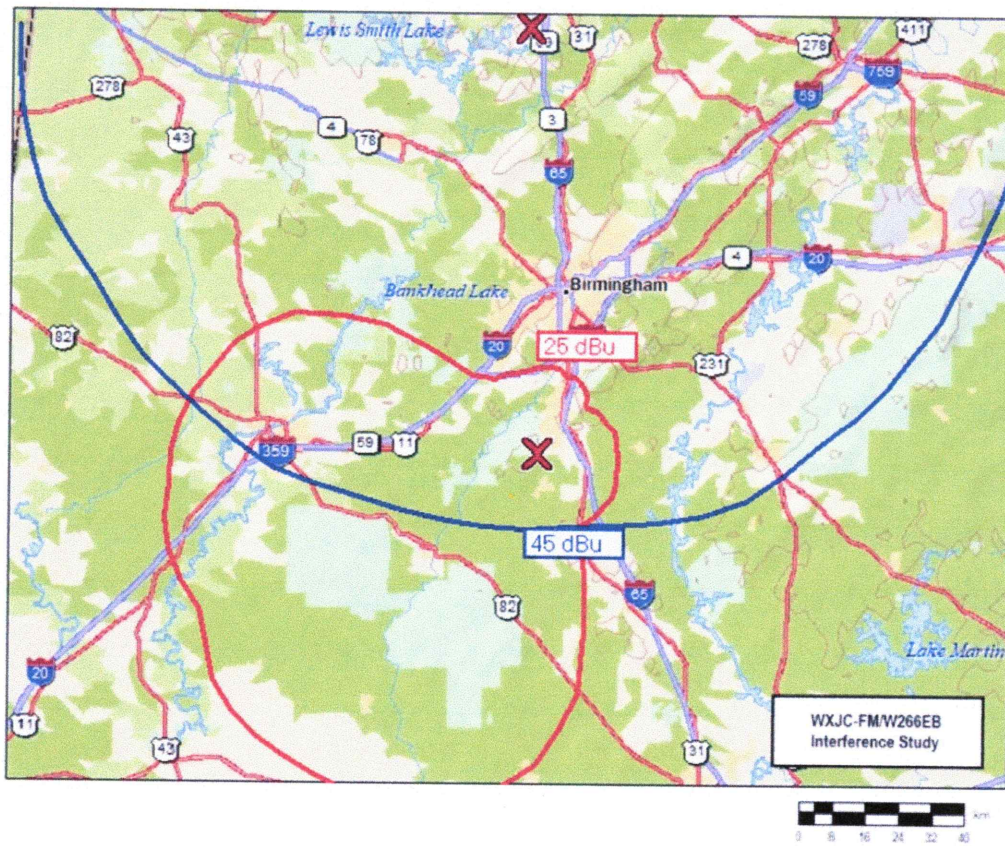 Lewis Smith Lake
31
278
411
759
278
59
43
4
78
3
65
4
20
Birmingham
Bankhead Lake
25 dBu
82
20
231
359
59
11
45 dBu
82
65
Lake Martin
20
11
43
31
WXJC-FM/W266EB
Interference Study
km
0 8 16 24 32 40